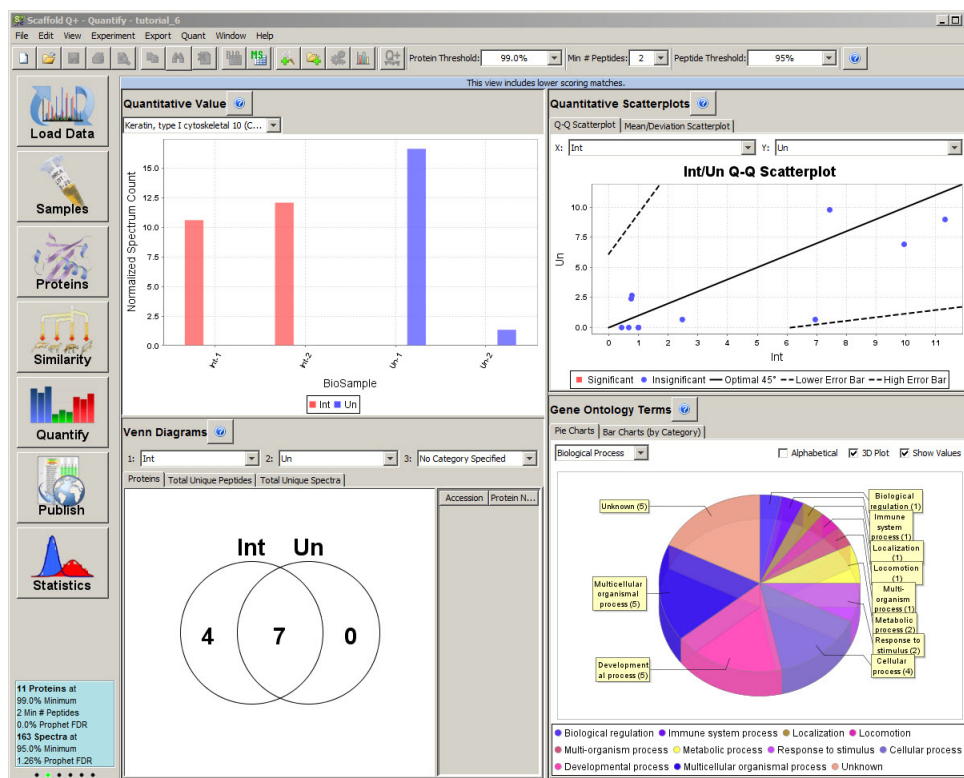 Scaffold Q+ - Quantify - tutorial_6
File Edit View Experiment Export Quant Window Help
Protein Threshold: 99.0% Min # Peptides: 2 Peptide Threshold: 95%
This view includes lower scoring matches.
Load Data
Samples
Proteins
Similarity
Quantify
Publish
Statistics
11 Proteins at
99.0% Minimum
2 Min # Peptides
0.0% Prophet FDR
163 Spectra at
95.0% Minimum
1.26% Prophet FDR
Quantitative Value
Keratin, type I cytoskeletal 10 (C...
Normalized Spectrum Count
15.0
12.5
10.0
7.5
5.0
2.5
0.0
Int-1 Int-2 Un-1 Un-2
BioSample
Int Un
Quantitative Scatterplots
Q-Q Scatterplot Mean/Deviation Scatterplot
X: Int Y: Un
Int/Un Q-Q Scatterplot
Un
10.0
7.5
5.0
2.5
0.0
0 1 2 3 4 5 6 7 8 9 10 11
Int
Significant Insignificant Optimal 45° Lower Error Bar High Error Bar
Venn Diagrams
1: Int 2: Un 3: No Category Specified
Proteins Total Unique Peptides Total Unique Spectra
Accession Protein N...
Int Un
4 7 0
Gene Ontology Terms
Pie Charts Bar Charts (by Category)
Biological Process Alphabetical 3D Plot Show Values
Unknown (5)
Multicellular
organismal
process (5)
Development
al process (5)
Biological
regulation (1)
Immune
system
process (1)
Localization
(1)
Locomotion
(1)
Multi-
organism
process (1)
Metabolic
process (2)
Response to
stimulus (2)
Cellular
process (4)
Biological regulation Immune system process Localization Locomotion
Multi-organism process Metabolic process Response to stimulus Cellular process
Developmental process Multicellular organismal process Unknown